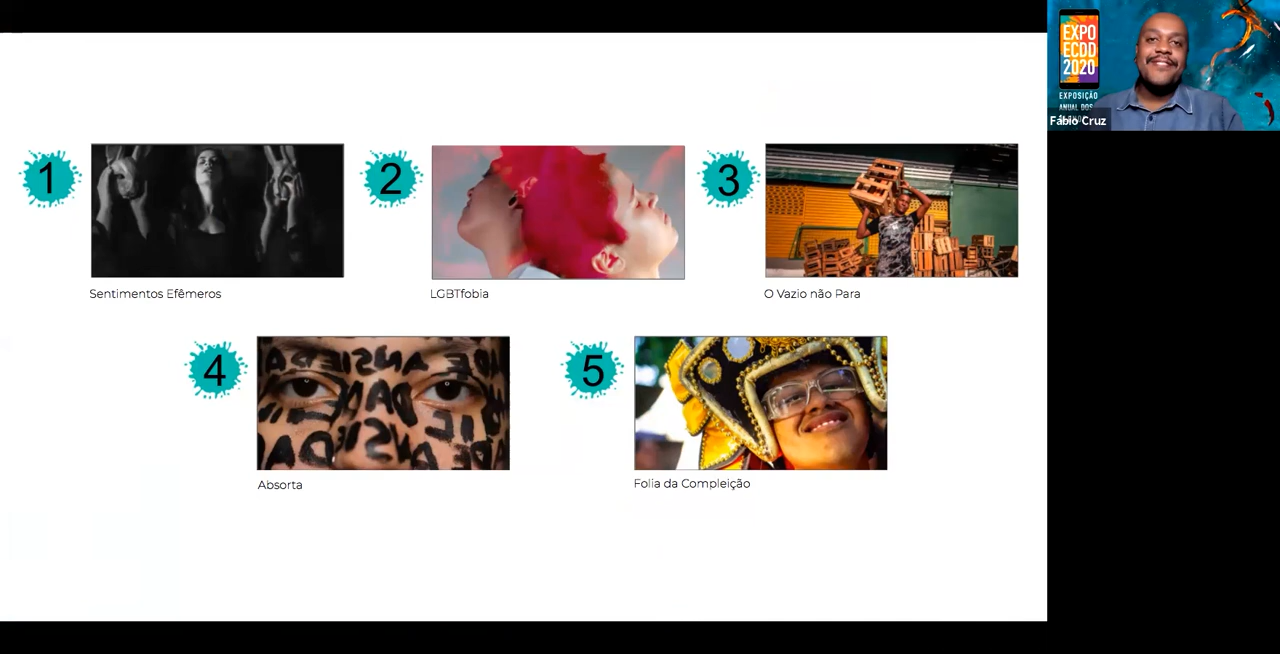 EXPO
ECDD
2020
EXPOSIÇÃO
ANUAL DOS
Fábio Cruz
1
2
3
Sentimentos Efêmeros
LGBTfobia
O Vazio não Para
4
5
Absorta
Folia da Compleição